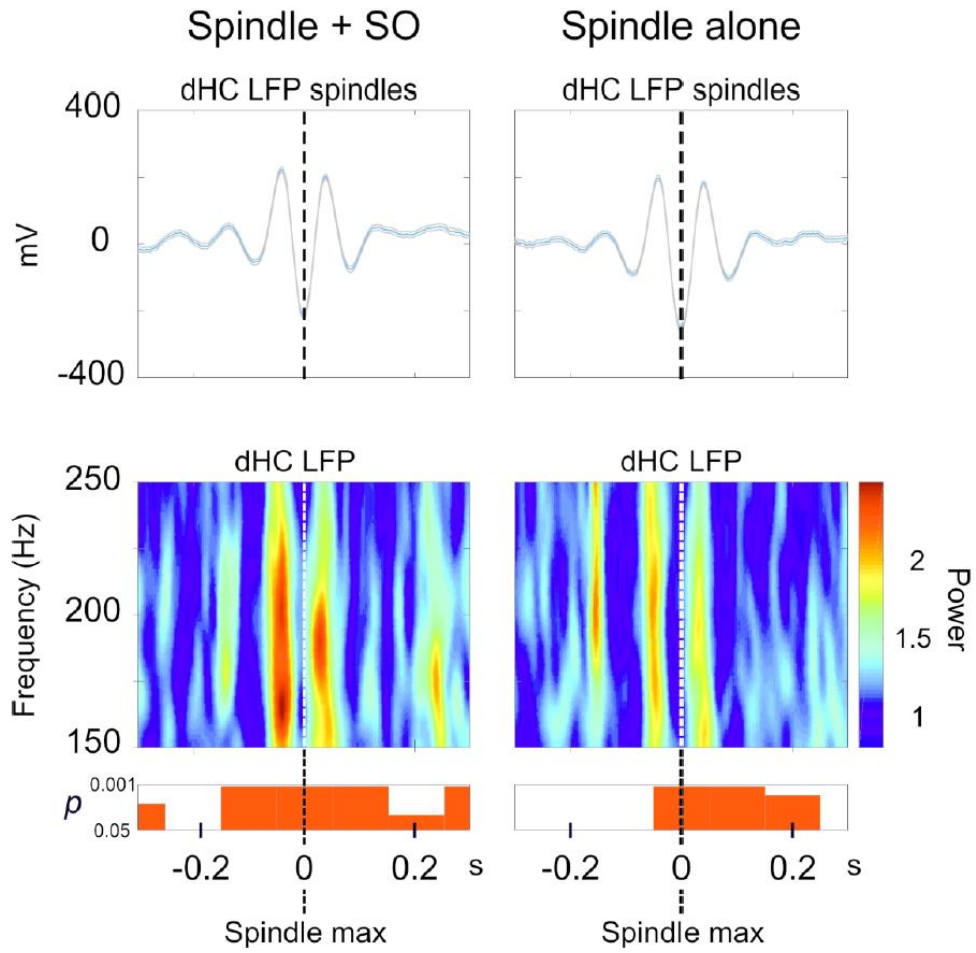 Spindle + SO
Spindle alone
dHC LFP spindles
dHC LFP spindles
400
0
-400
mV
dHC LFP
dHC LFP
250
200
150
Frequency (Hz)
2
1.5
1
Power
p
0.001
0.05
-0.2 0 0.2 s
-0.2 0 0.2 s
Spindle max
Spindle max